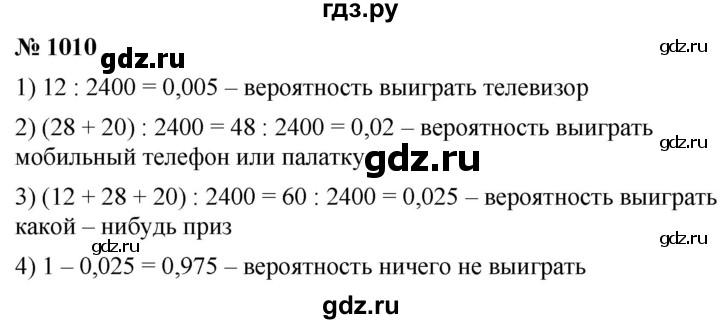 гдз.ру
№ 1010
gdz.ru
gdz.ru
1) 12 : 2400 = 0,005 – вероятность выиграть телевизор
2) (28 + 20) : 2400 = 48 : 2400 = 0,02 – вероятность выиграть
мобильный телефон или палатку
gdz.ru
gdz.ru
3) (12 + 28 + 20) : 2400 = 60 : 2400 = 0,025 – вероятность выиграть
какой – нибудь приз
gdz.ru
gdz.ru
4) 1 – 0,025 = 0,975 – вероятность ничего не выиграть
gdz.ru